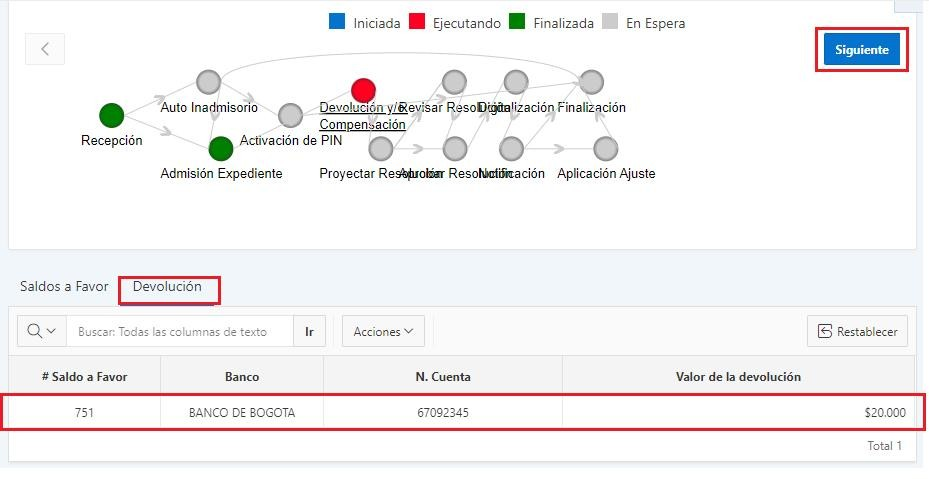 Iniciada Ejecutando Finalizada En Espera
Siguiente
Auto Inadmisorio
Devolución y/o
Compensación
Revisar Resolución
Digitalización
Finalización
Recepción
Activación de PIN
Admisión Expediente
Proyectar Resolución
Aprobar Resolución
Notificación
Aplicación Ajuste
Saldos a Favor Devolución
Buscar: Todas las columnas de texto Ir Acciones Restablecer
# Saldo a Favor Banco N. Cuenta Valor de la devolución
751 BANCO DE BOGOTA 67092345 $20.000
Total 1